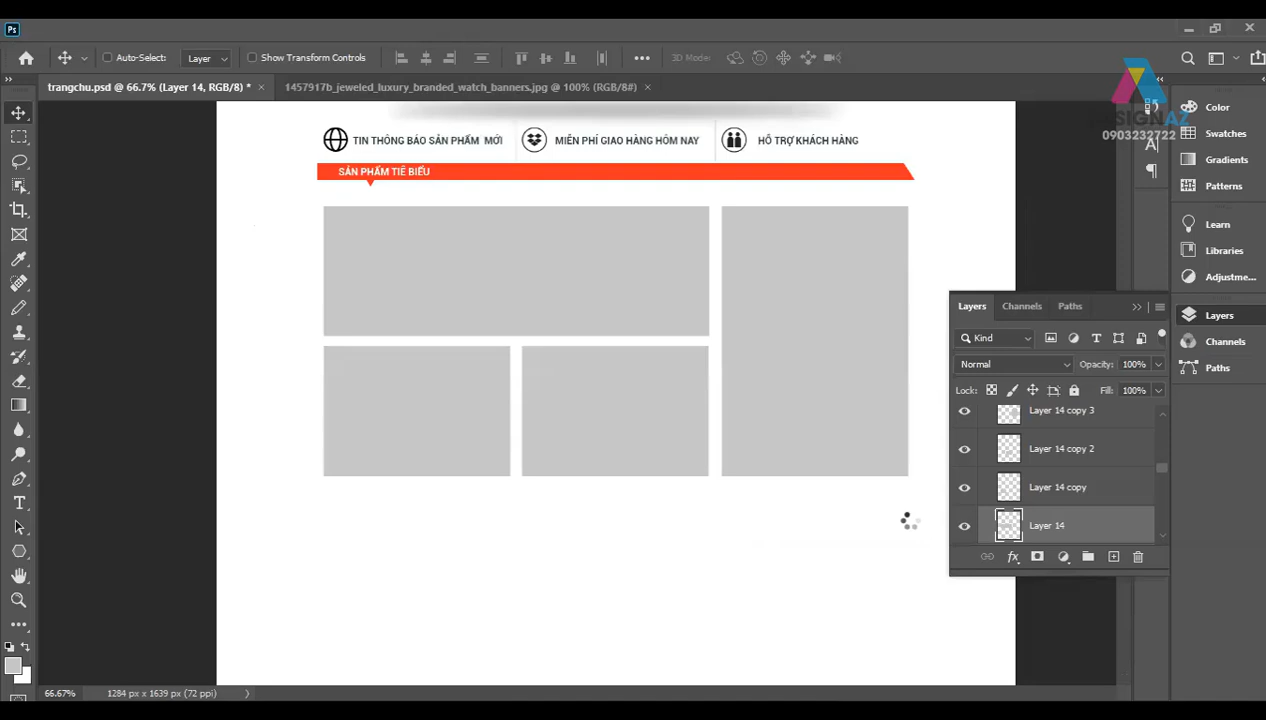 Ps
Auto-Select:
Layer
Show Transform Controls
3D Mode:
trangchu.psd @ 66.7% (Layer 14, RGB/8) *
1457917b_jeweled_luxury_branded_watch_banners.jpg @ 100% (RGB/8#)
DESIGNAZ
0903232722
Color
Swatches
Gradients
Patterns
Learn
Libraries
Adjustme...
Layers
Channels
Paths
TIN THÔNG BÁO SẢN PHẨM MỚI
MIỄN PHÍ GIAO HÀNG HÔM NAY
HỖ TRỢ KHÁCH HÀNG
SẢN PHẨM TIÊ BIỂU
Layers
Channels
Paths
Kind
Normal
Opacity:
100%
Lock:
Fill:
100%
Layer 14 copy 3
Layer 14 copy 2
Layer 14 copy
Layer 14
fx
66.67%
1284 px x 1639 px (72 ppi)